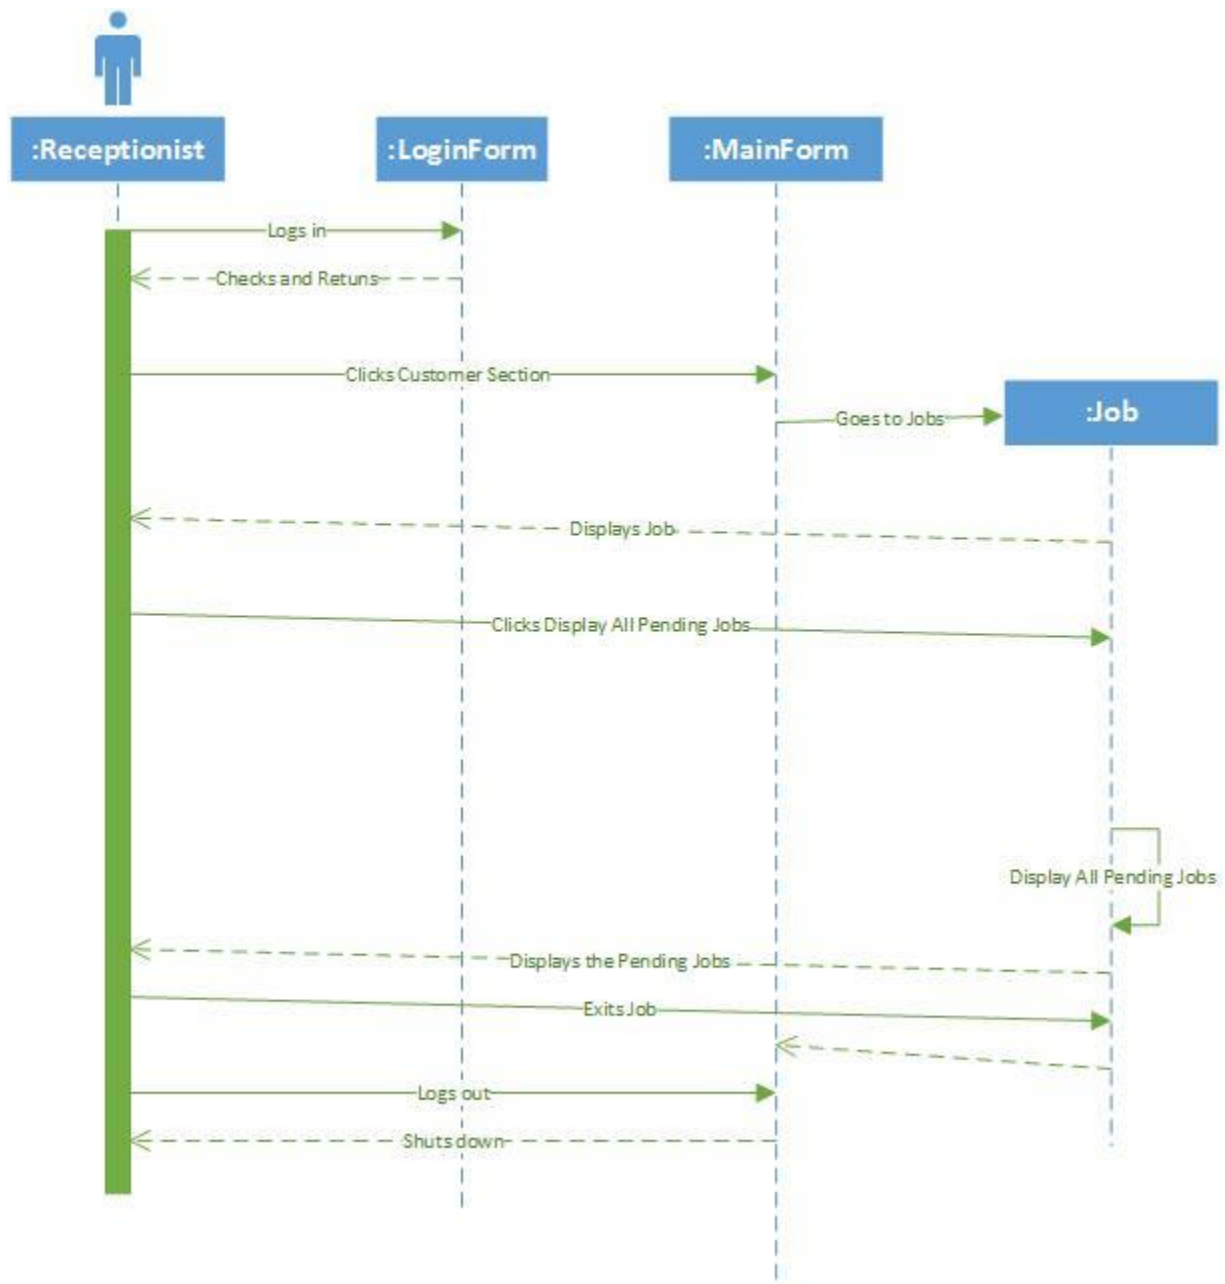 :Receptionist
:LoginForm
:MainForm
Logs in
Checks and Retuns
Clicks Customer Section
:Job
Goes to Jobs
Displays Job
Clicks Display All Pending Jobs
Display All Pending Jobs
Displays the Pending Jobs
Exits Job
Logs out
Shuts down